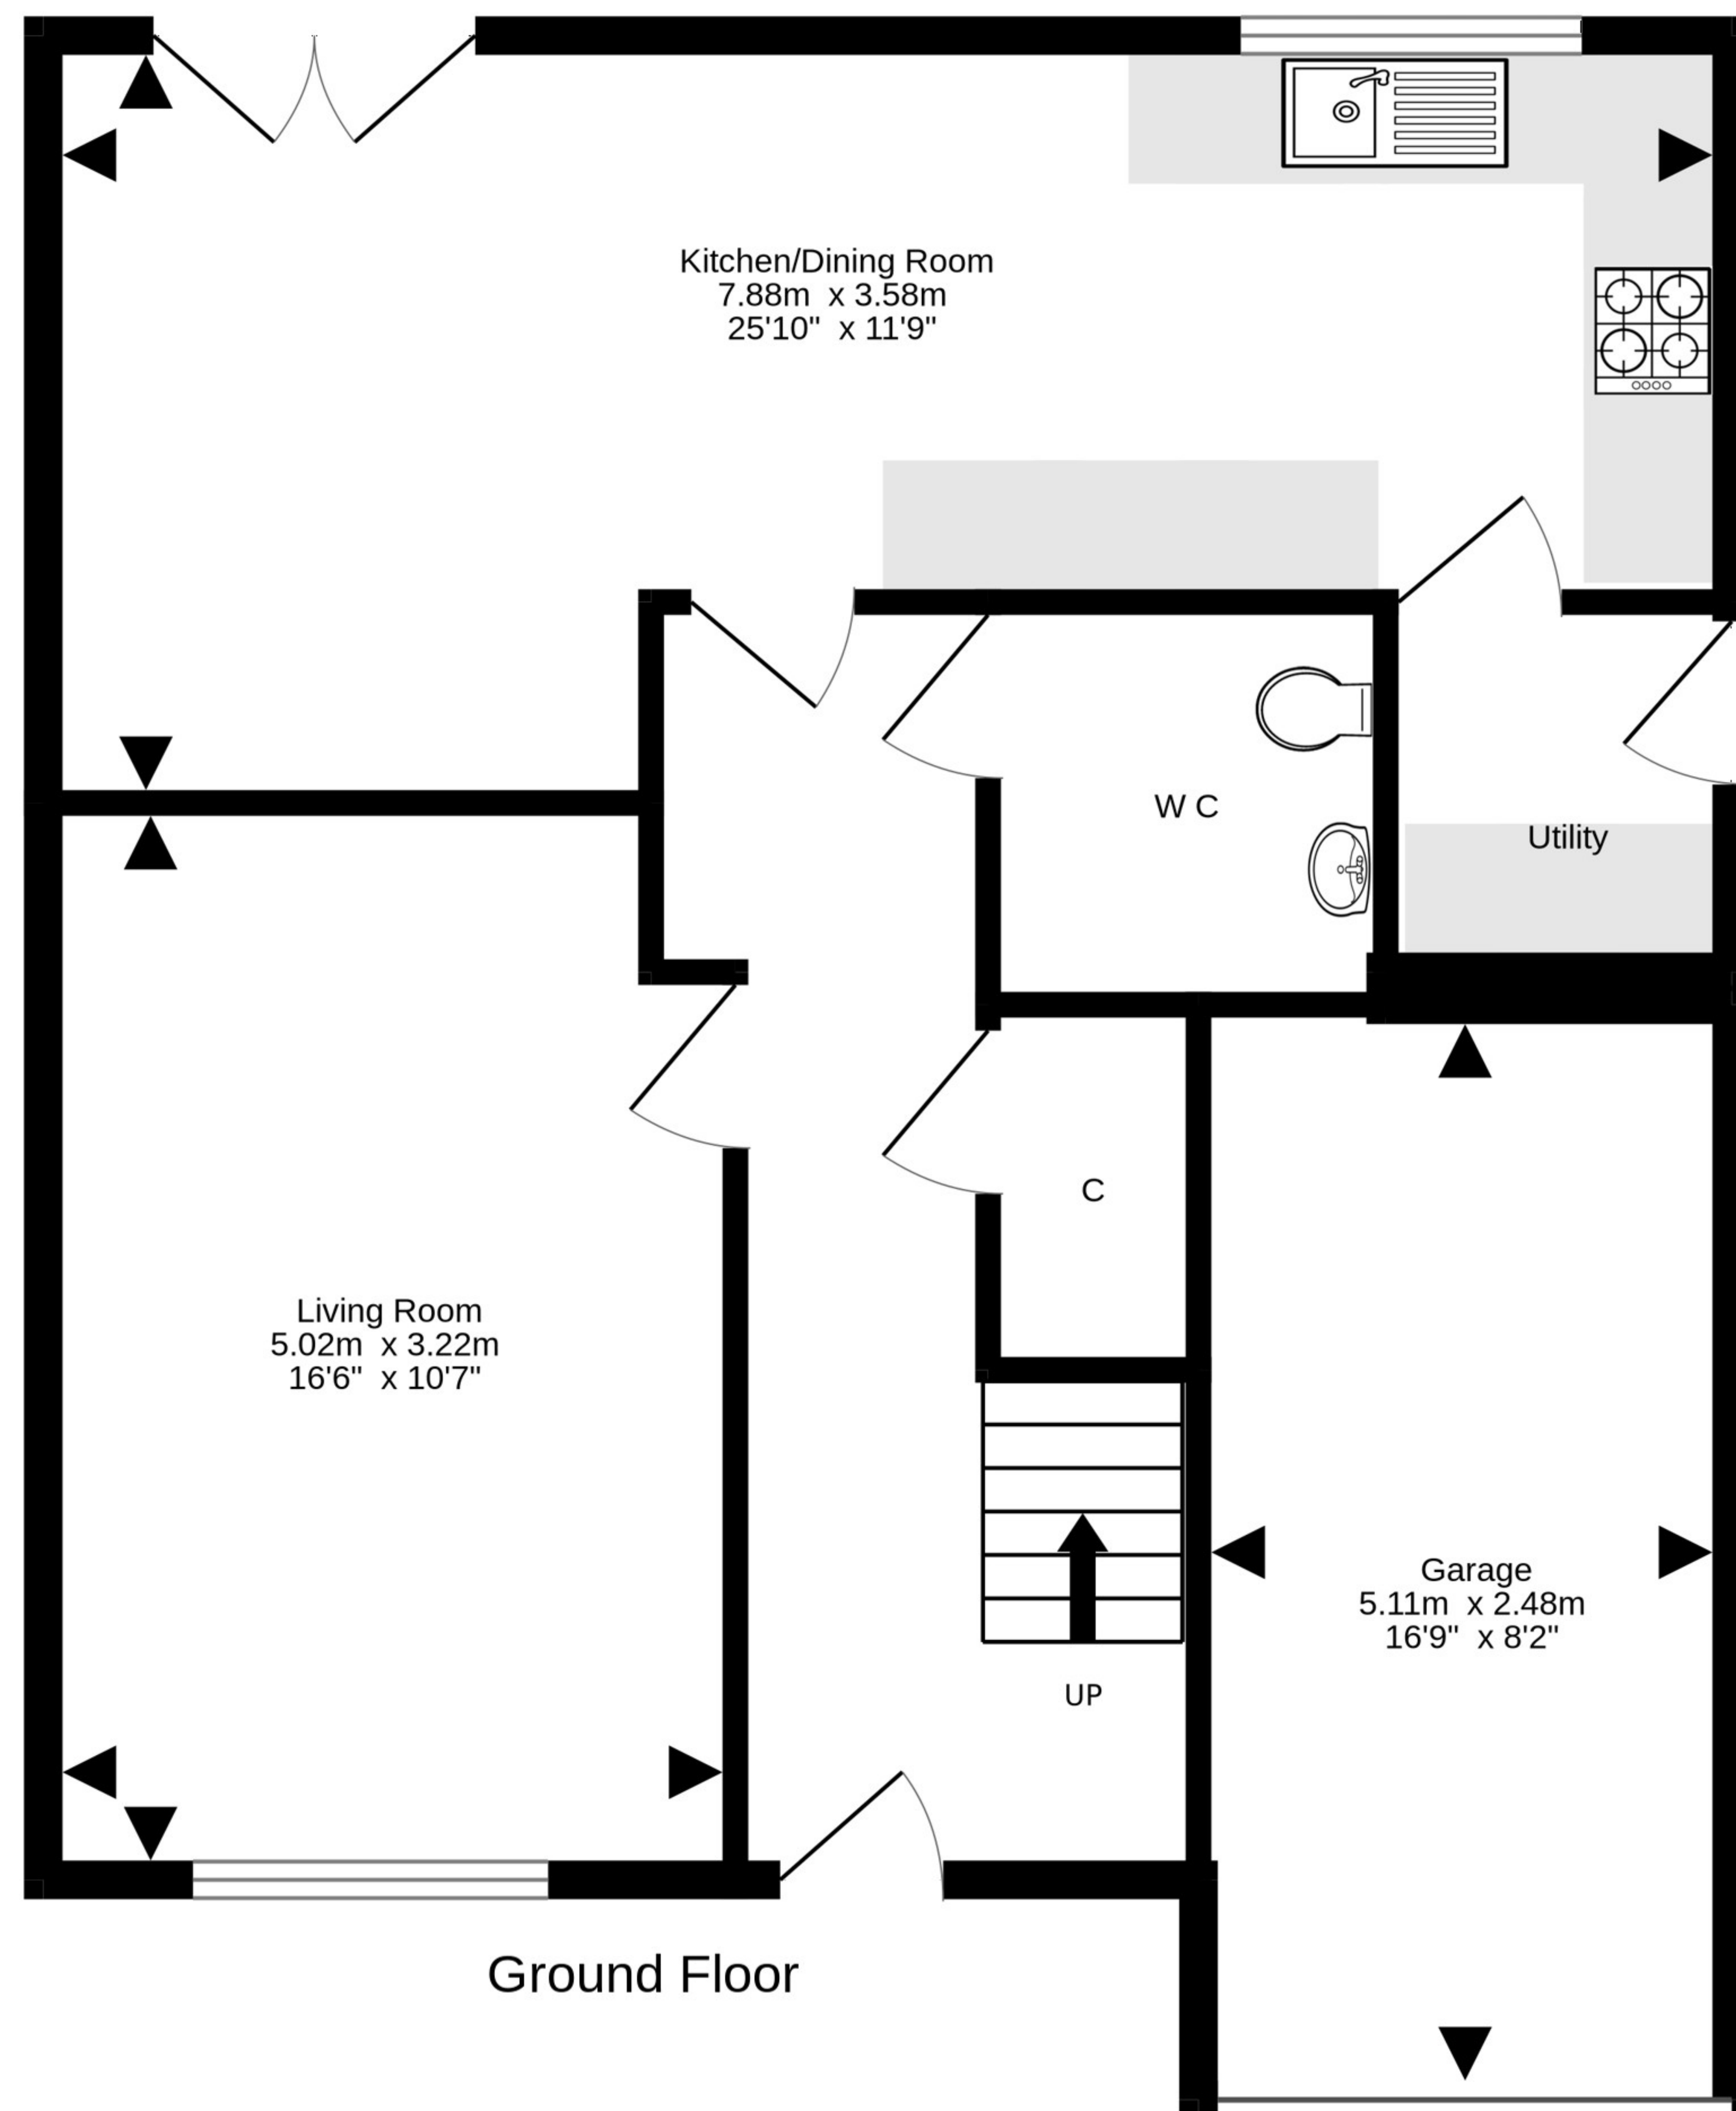 Kitchen/Dining Room
7.88m x 3.58m
25'10" x 11'9"
W C
Utility
C
Living Room
5.02m x 3.22m
16'6" x 10'7"
Garage
5.11m x 2.48m
16'9" x 8'2"
UP
Ground Floor